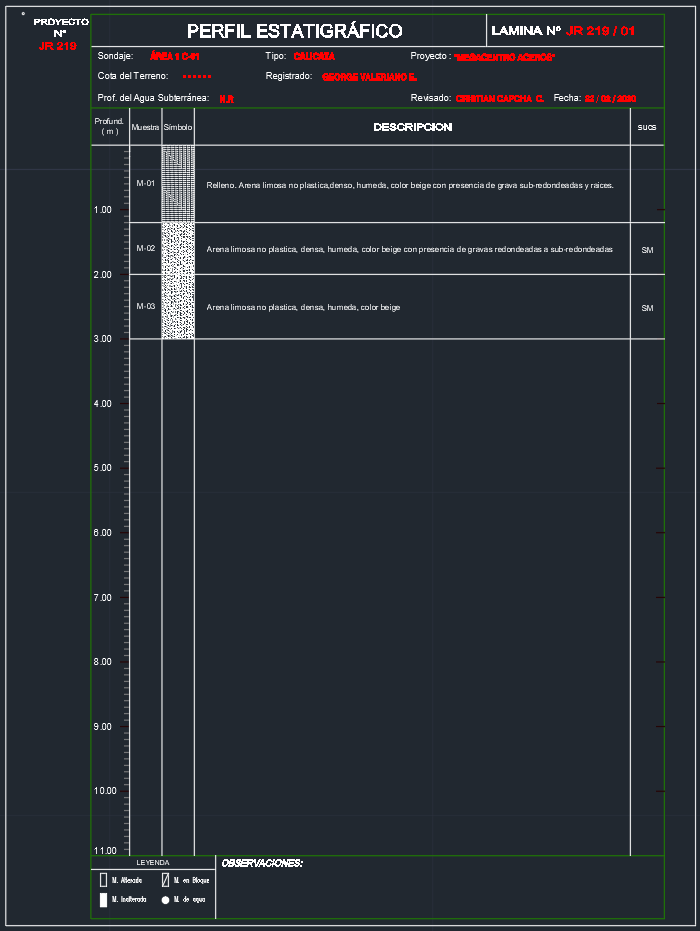 PROYECTO
N°
JR 219
PERFIL ESTATIGRÁFICO
LAMINA Nº JR 219 / 01
Sondaje: ÁREA 1 C-01
Tipo: CALICATA
Proyecto : "MEGACENTRO ACEROS"
Cota del Terreno: ------
Registrado: GEORGE VALERIANO E.
Prof. del Agua Subterránea: N.R
Revisado: CHRISTIAN CAPCHA C. Fecha:
Profund.
( m )
Muestra
Símbolo
DESCRIPCION
SUCS
M-01
Relleno. Arena limosa no plastica,denso, humeda, color beige con presencia de grava sub-redondeadas y raices.
1.00
M-02
Arena limosa no plastica, densa, humeda, color beige con presencia de gravas redondeadas a sub-redondeadas
SM
2.00
M-03
Arena limosa no plastica, densa, humeda, color beige
SM
3.00
4.00
5.00
6.00
7.00
8.00
9.00
10.00
11.00
LEYENDA
M. Alterada
M. en Bloque
M. Inalterada
M. de agua
OBSERVACIONES: